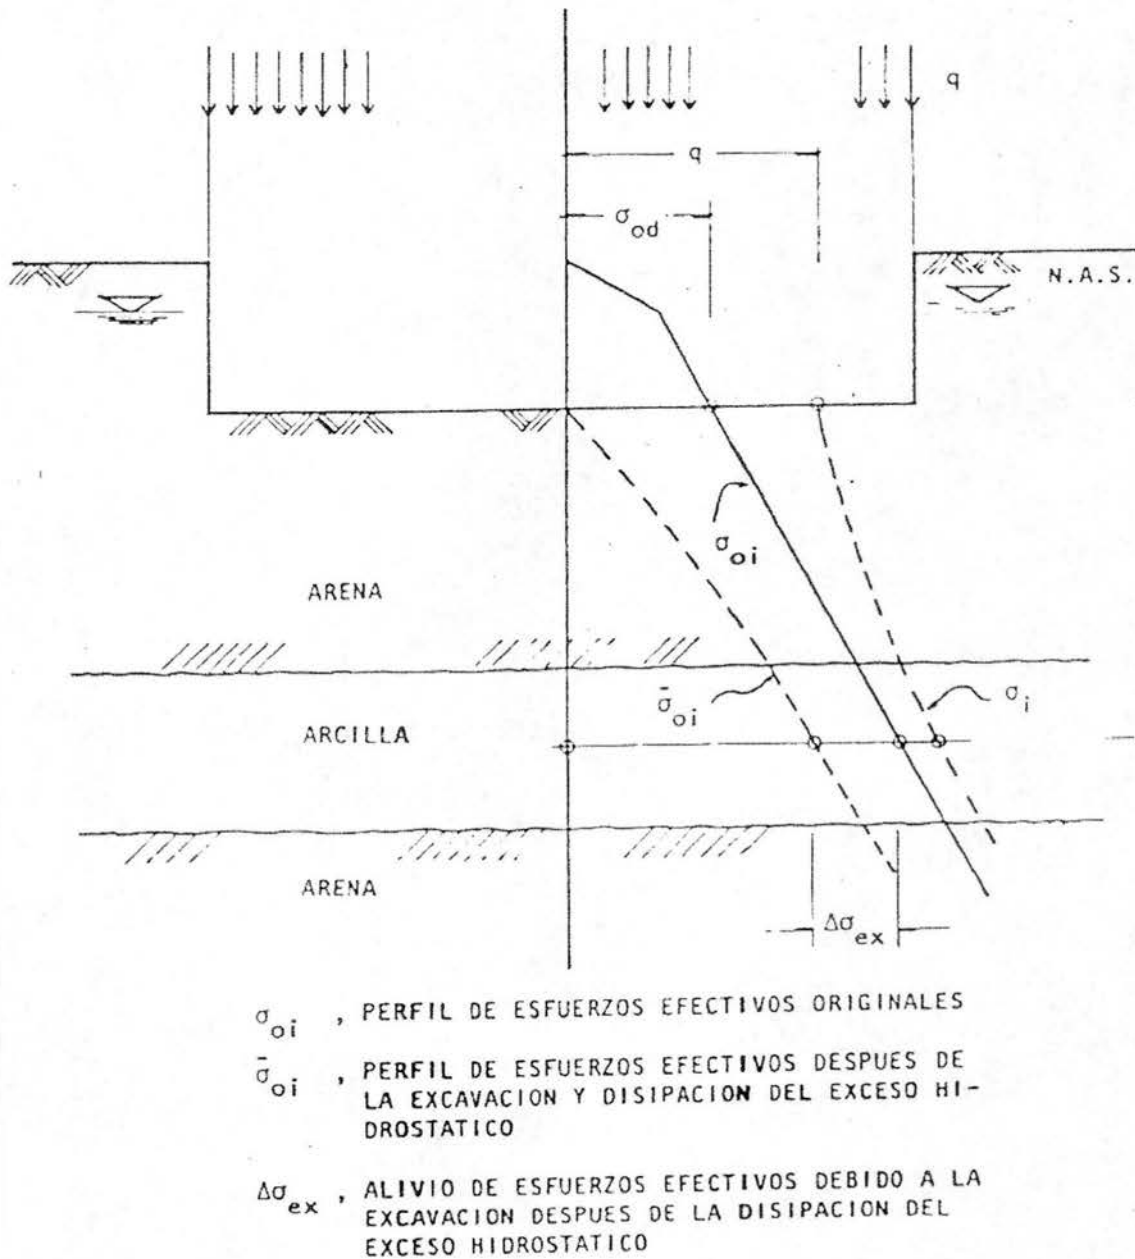 q
q
σod
N.A.S.
σoi
ARENA
σ̄oi
σi
ARCILLA
ARENA
Δσex
σoi , PERFIL DE ESFUERZOS EFECTIVOS ORIGINALES
σ̄oi , PERFIL DE ESFUERZOS EFECTIVOS DESPUES DE
LA EXCAVACION Y DISIPACION DEL EXCESO HI-
DROSTATICO
Δσex , ALIVIO DE ESFUERZOS EFECTIVOS DEBIDO A LA
EXCAVACION DESPUES DE LA DISIPACION DEL
EXCESO HIDROSTATICO